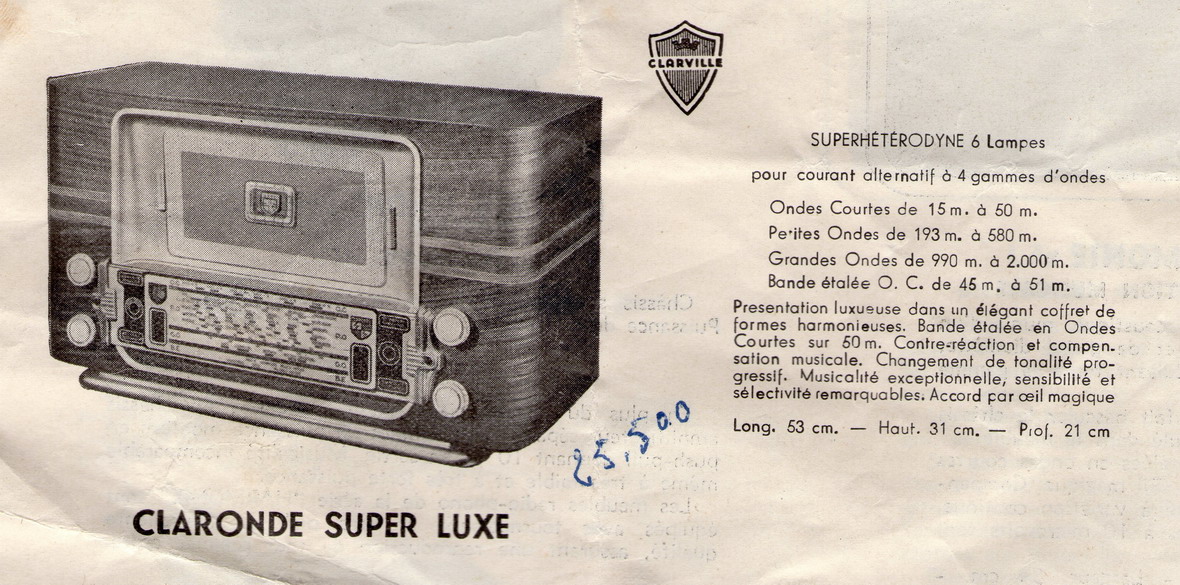 CLARVILLE
SUPERHÉTÉRODYNE 6 Lampes
pour courant alternatif à 4 gammes d'ondes
Ondes Courtes de 15 m. à 50 m.
Petites Ondes de 193 m. à 580 m.
Grandes Ondes de 990 m. à 2.000 m.
Bande étalée O. C. de 45 m. à 51 m.
Presentation luxueuse dans un élégant coffret de
formes harmonieuses. Bande étalée en Ondes
Courtes sur 50 m. Contre-réaction et compen-
sation musicale. Changement de tonalité pro-
gressif. Musicalité exceptionnelle, sensibilité et
sélectivité remarquables. Accord par œil magique
Long. 53 cm. — Haut. 31 cm. — Prof. 21 cm
25.500
CLARONDE SUPER LUXE